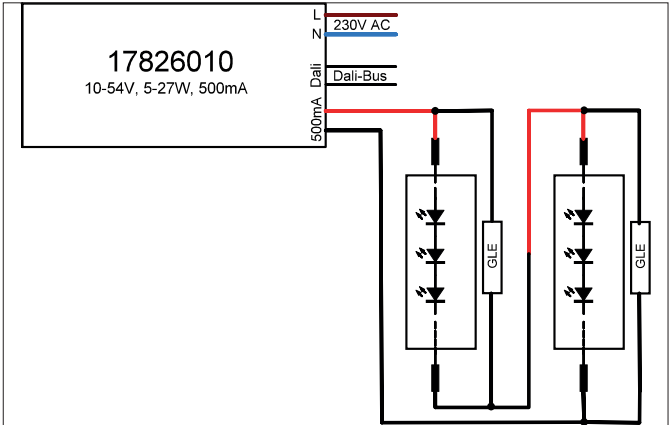 L
230V AC
N
17826010
10-54V, 5-27W, 500mA
Dali
Dali-Bus
500mA
GLE
GLE